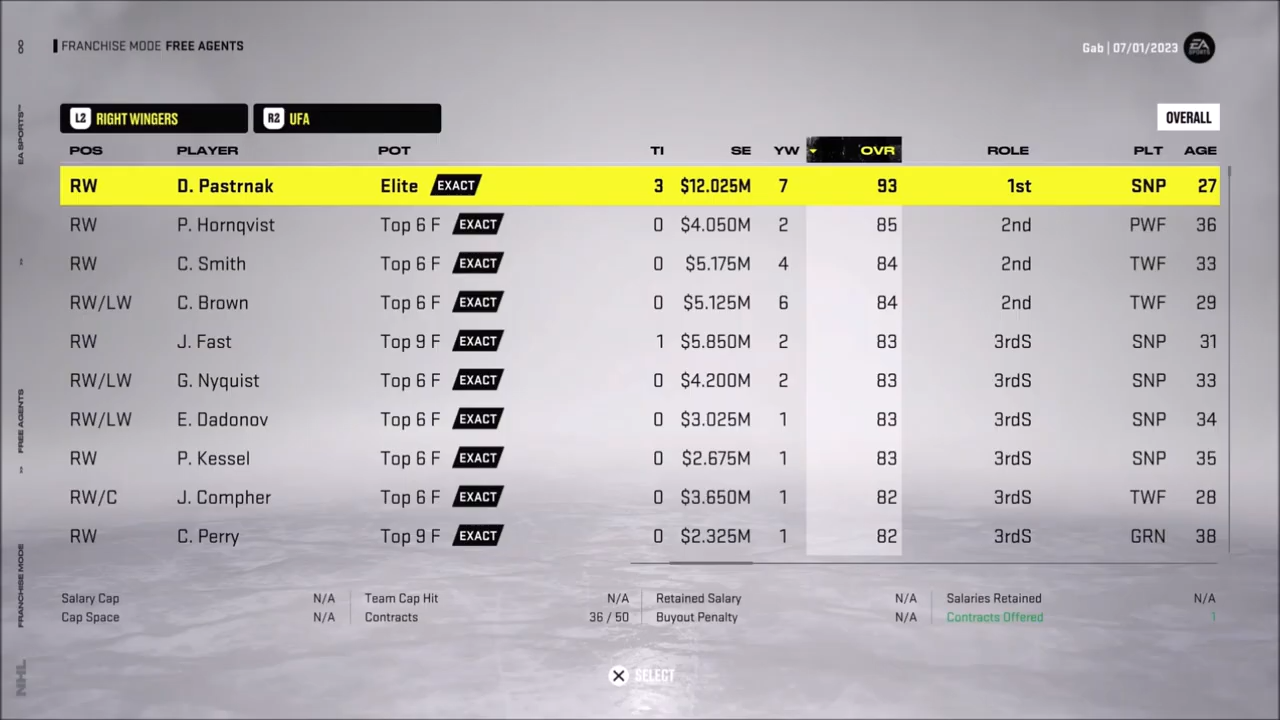 FRANCHISE MODE FREE AGENTS
Gab | 07/01/2023 EA SPORTS
L2 RIGHT WINGERS R2 UFA OVERALL
POS PLAYER POT TI SE YW OVR ROLE PLT AGE
RW D. Pastrnak Elite EXACT 3 $12.025M 7 93 1st SNP 27
RW P. Hornqvist Top 6 F EXACT 0 $4.050M 2 85 2nd PWF 36
RW C. Smith Top 6 F EXACT 0 $5.175M 4 84 2nd TWF 33
RW/LW C. Brown Top 6 F EXACT 0 $5.125M 6 84 2nd TWF 29
RW J. Fast Top 9 F EXACT 1 $5.850M 2 83 3rdS SNP 31
RW/LW G. Nyquist Top 6 F EXACT 0 $4.200M 2 83 3rdS SNP 33
RW/LW E. Dadonov Top 6 F EXACT 0 $3.025M 1 83 3rdS SNP 34
RW P. Kessel Top 6 F EXACT 0 $2.675M 1 83 3rdS SNP 35
RW/C J. Compher Top 6 F EXACT 0 $3.650M 1 82 3rdS TWF 28
RW C. Perry Top 9 F EXACT 0 $2.325M 1 82 3rdS GRN 38
Salary Cap N/A Team Cap Hit N/A Retained Salary N/A Salaries Retained N/A
Cap Space N/A Contracts 36 / 50 Buyout Penalty N/A Contracts Offered 1
SELECT
NHL FRANCHISE MODE » FREE AGENTS » EA SPORTS™